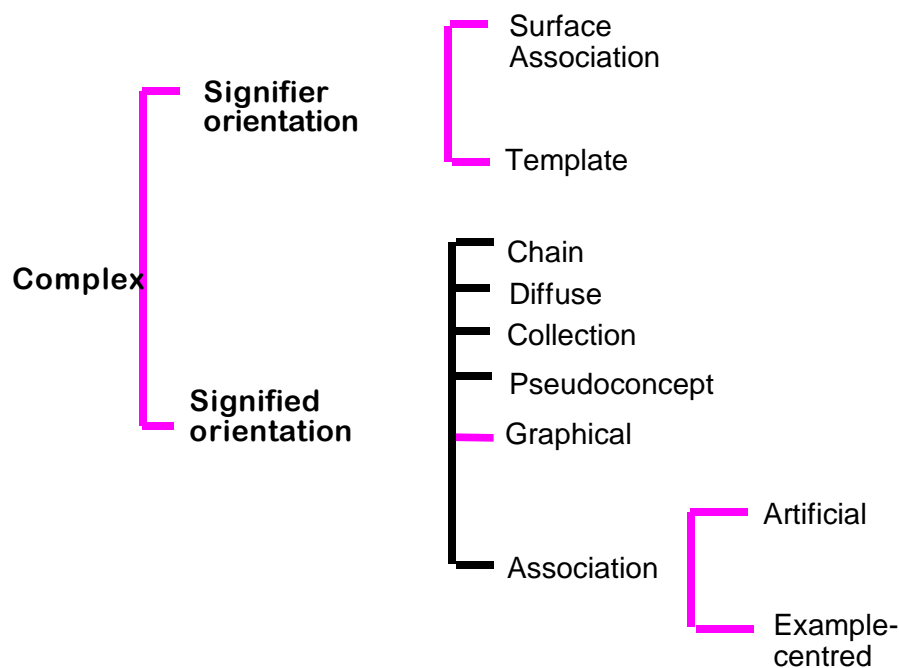 Surface
Association
Signifier
orientation
Template
Chain
Complex
Diffuse
Collection
Pseudoconcept
Signified
orientation
Graphical
Artificial
Association
Example-
centred